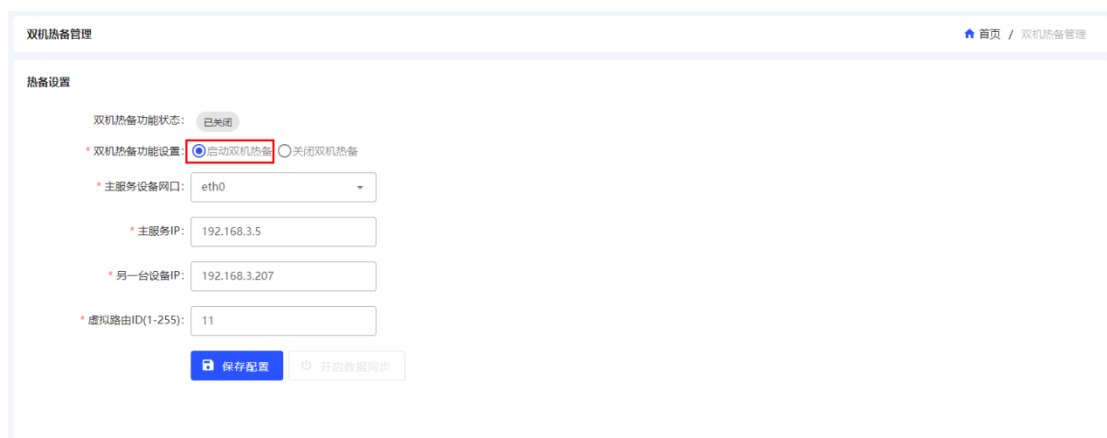 双机热备管理
首页 / 双机热备管理
热备设置
双机热备功能状态： 已关闭
* 双机热备功能设置： 启动双机热备 关闭双机热备
* 主服务设备网口： eth0
* 主服务IP： 192.168.3.5
* 另一台设备IP： 192.168.3.207
* 虚拟路由ID(1-255)： 11
保存配置 开启数据同步